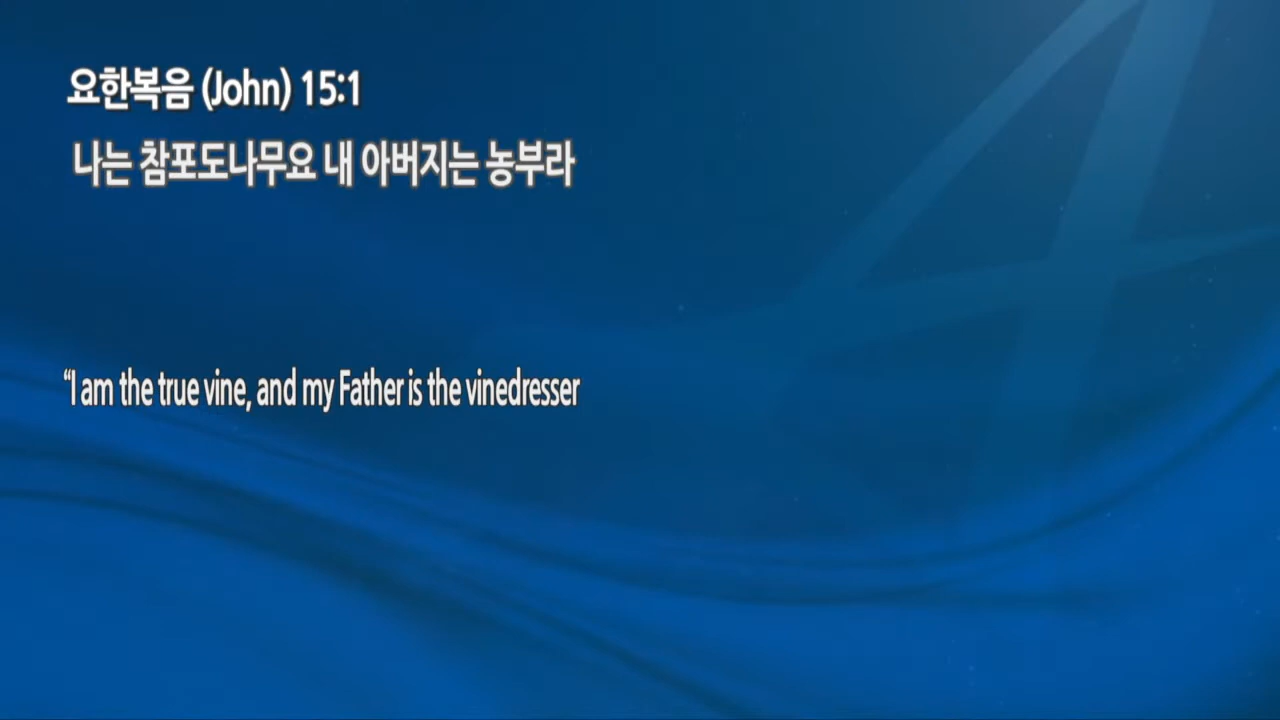 요한복음 (John) 15:1
나는 참포도나무요 내 아버지는 농부라
“I am the true vine, and my Father is the vinedresser